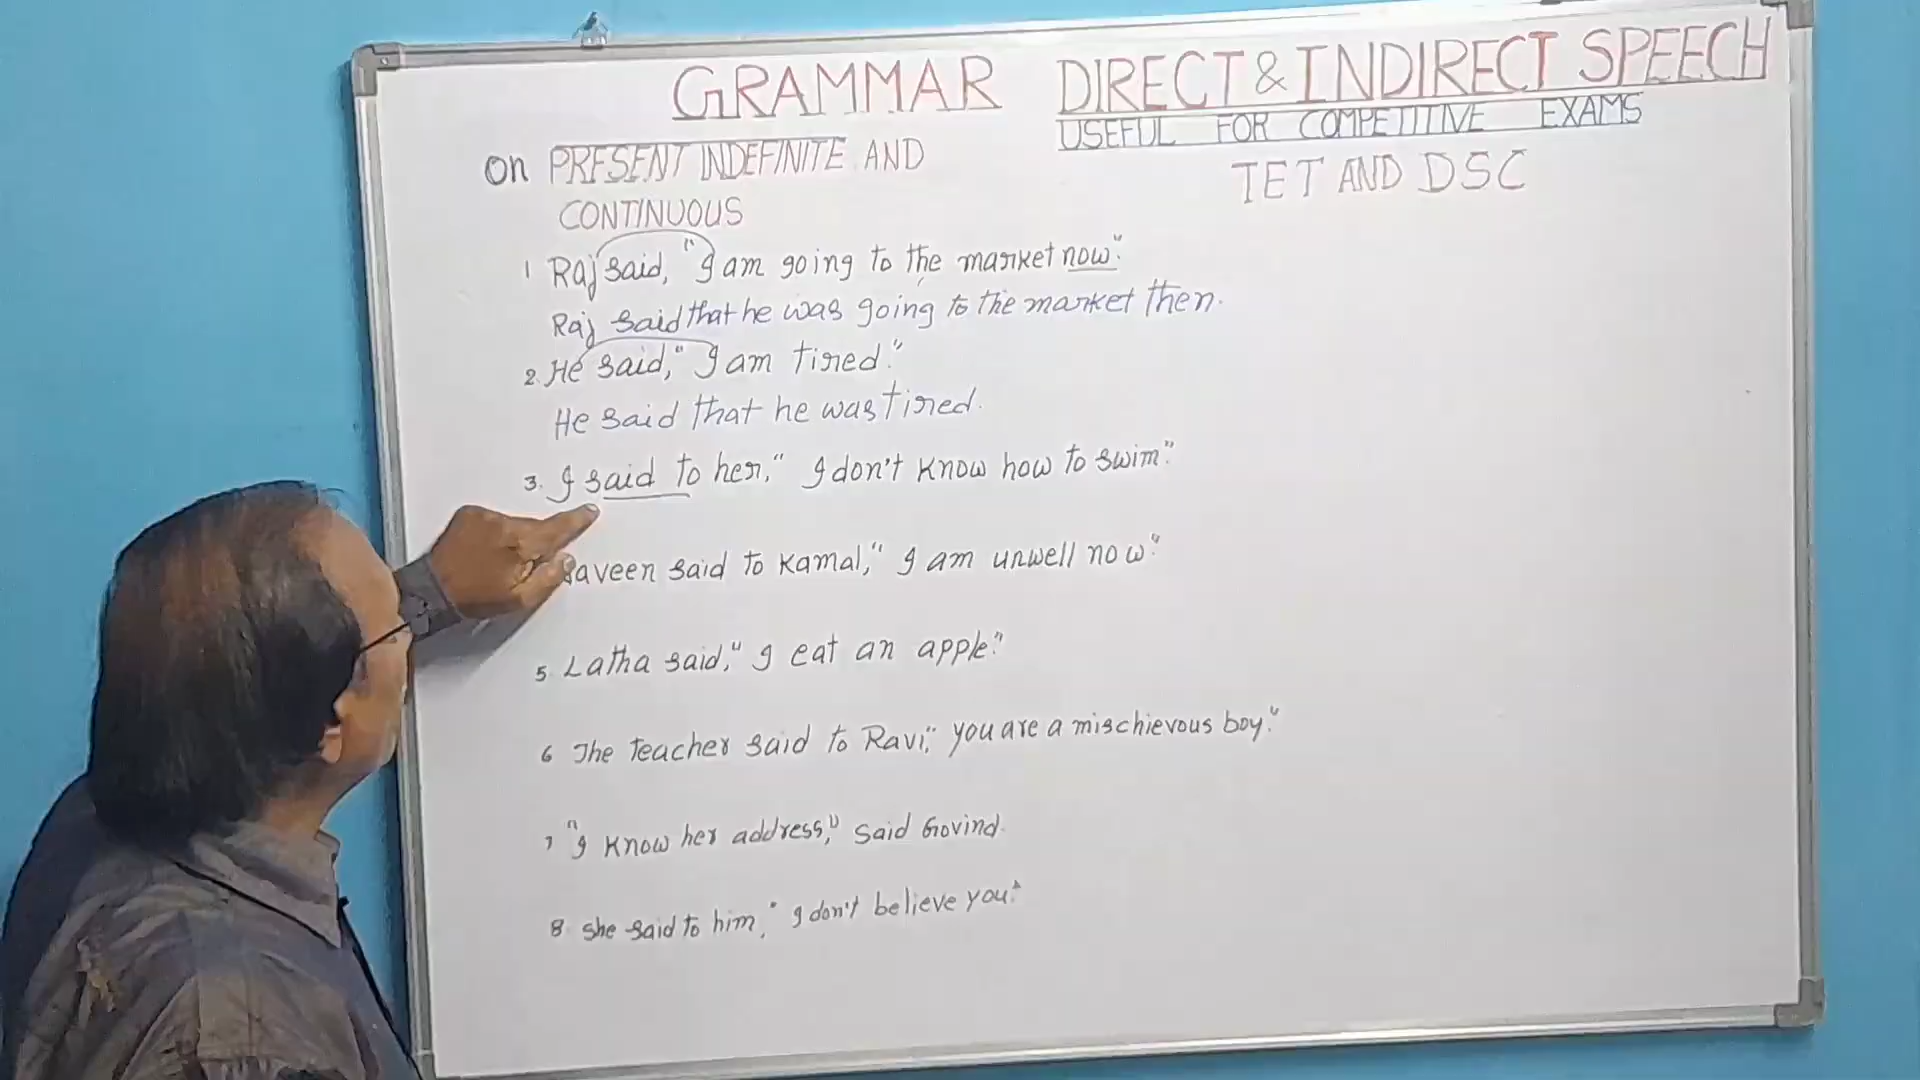 GRAMMAR DIRECT & INDIRECT SPEECH
USEFUL FOR COMPETITIVE EXAMS
on PRESENT INDEFINITE AND
CONTINUOUS
TET AND DSC
1 Raj said, "I am going to the market now".
Raj said that he was going to the market then.
2. He said, "I am tired."
He said that he was tired.
3. I said to her, "I don't know how to swim."
said to Kamal, "I am unwell now".
5. Latha said, "I eat an apple."
6 The teacher said to Ravi, "you are a mischievous boy."
7 "I know her address," said Govind.
8. She said to him, "I don't believe you."